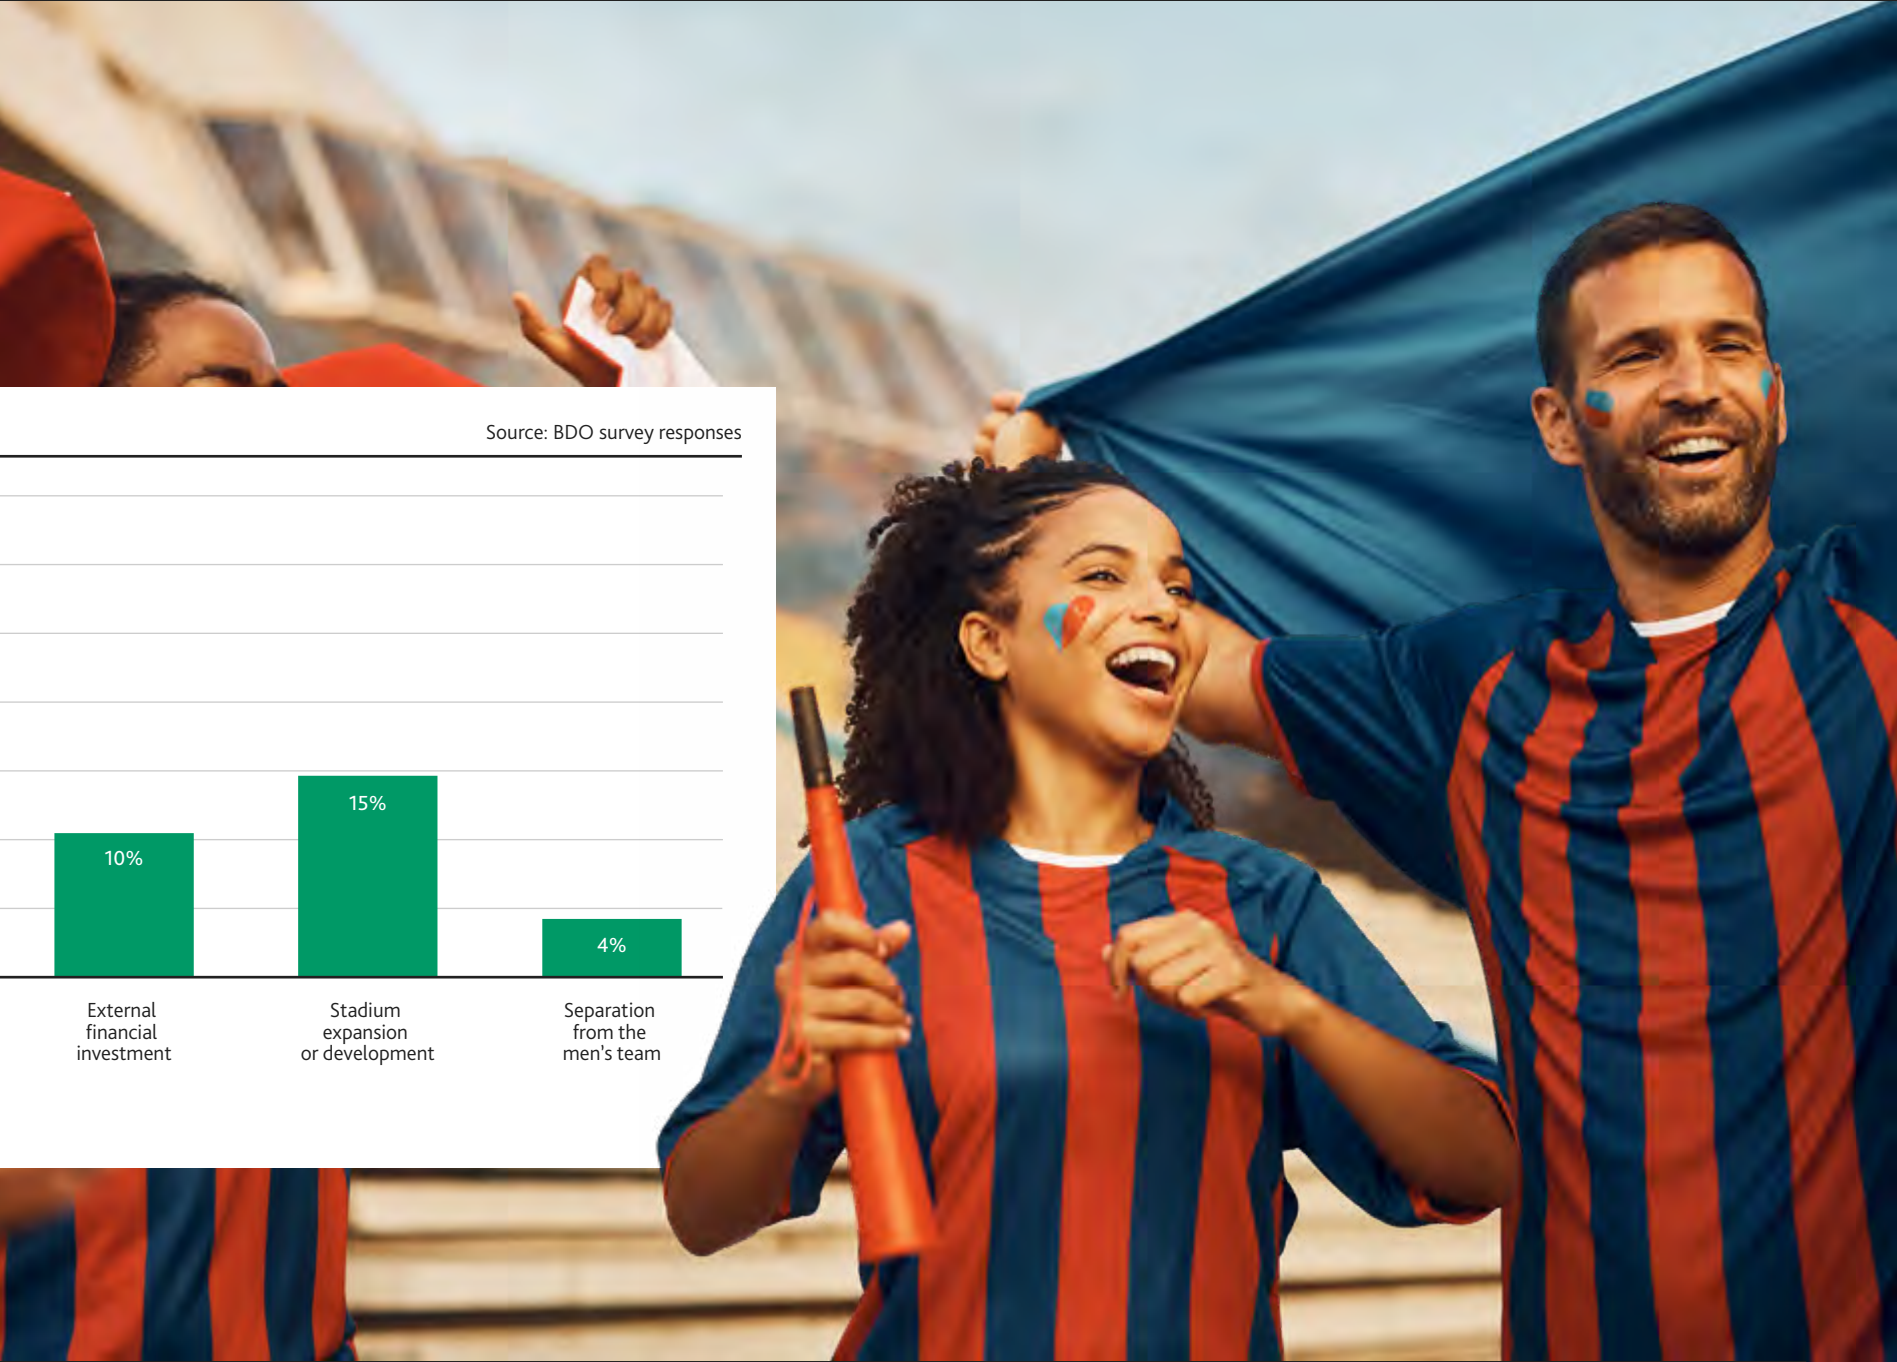 Source: BDO survey responses
10%
15%
4%
External
financial
investment
Stadium
expansion
or development
Separation
from the
men's team